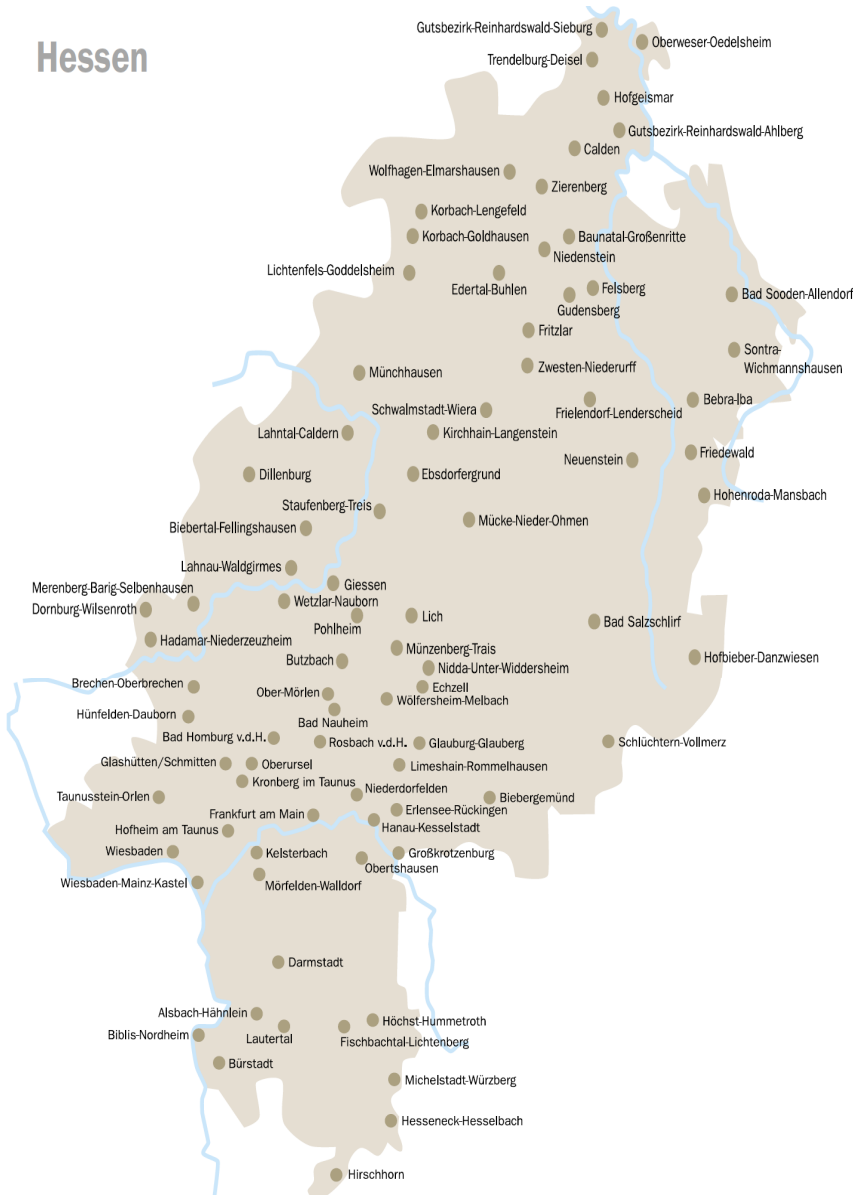 Hessen
Gutsbezirk-Reinhardswald-Sieburg
Oberweser-Oedelsheim
Trendelburg-Deisel
Hofgeismar
Gutsbezirk-Reinhardswald-Ahlberg
Calden
Wolfhagen-Elmarshausen
Zierenberg
Korbach-Lengefeld
Korbach-Goldhausen
Baunatal-Großenritte
Niedenstein
Lichtenfels-Goddelsheim
Edertal-Buhlen
Felsberg
Bad Sooden-Allendorf
Gudensberg
Fritzlar
Sontra-
Wichmannshausen
Münchhausen
Zwesten-Niederurff
Schwalmstadt-Wiera
Frielendorf-Lenderscheid
Bebra-Iba
Lahntal-Caldern
Kirchhain-Langenstein
Neuenstein
Friedewald
Dillenburg
Ebsdorfergrund
Hohenroda-Mansbach
Staufenberg-Treis
Biebertal-Fellingshausen
Mücke-Nieder-Ohmen
Lahnau-Waldgirmes
Giessen
Merenberg-Barig-Selbenhausen
Wetzlar-Nauborn
Dornburg-Wilsenroth
Lich
Pohlheim
Bad Salzschlirf
Hadamar-Niederzeuzheim
Münzenberg-Trais
Butzbach
Nidda-Unter-Widdersheim
Hofbieber-Danzwiesen
Brechen-Oberbrechen
Ober-Mörlen
Echzell
Wölfersheim-Melbach
Hünfelden-Dauborn
Bad Nauheim
Bad Homburg v.d.H.
Rosbach v.d.H.
Glauburg-Glauberg
Schlüchtern-Vollmerz
Glashütten/Schmitten
Oberursel
Limeshain-Rommelhausen
Kronberg im Taunus
Niederdorfelden
Taunusstein-Orlen
Biebergemünd
Frankfurt am Main
Erlensee-Rückingen
Hofheim am Taunus
Hanau-Kesselstadt
Wiesbaden
Kelsterbach
Großkrotzenburg
Obertshausen
Wiesbaden-Mainz-Kastel
Mörfelden-Walldorf
Darmstadt
Alsbach-Hähnlein
Höchst-Hummetroth
Biblis-Nordheim
Lautertal
Fischbachtal-Lichtenberg
Bürstadt
Michelstadt-Würzberg
Hesseneck-Hesselbach
Hirschhorn